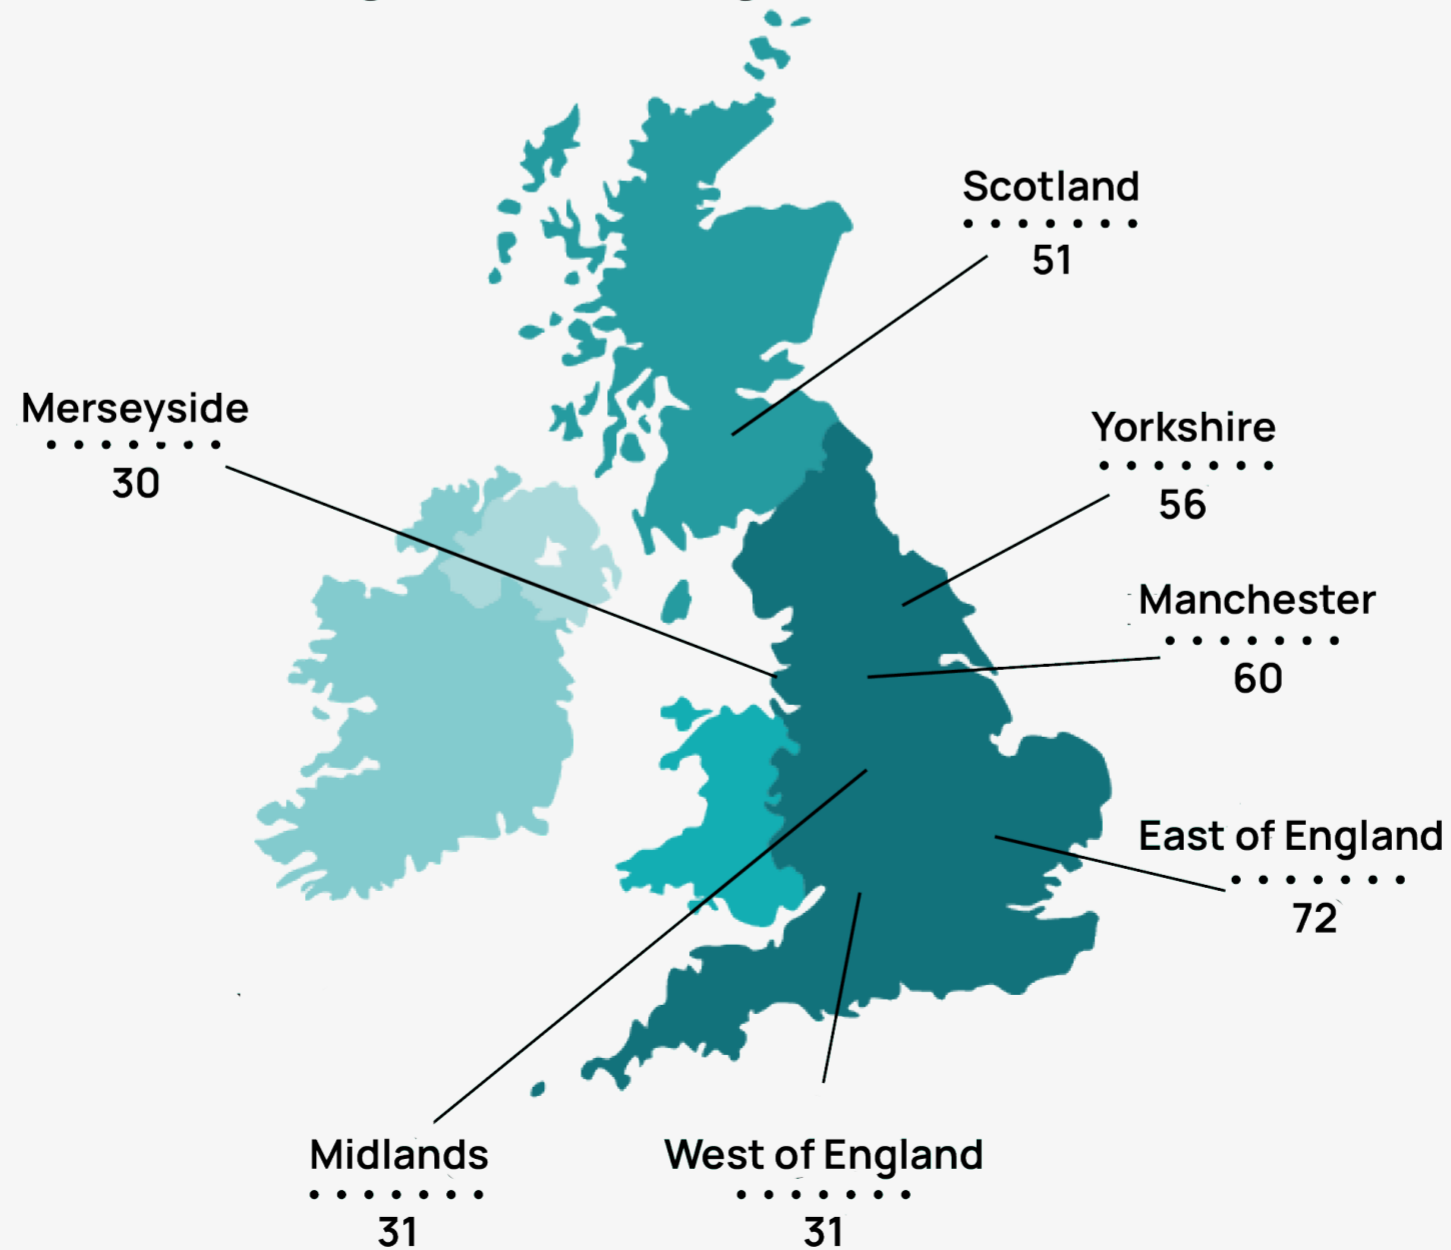 Scotland
51
Merseyside
30
Yorkshire
56
Manchester
60
East of England
72
Midlands
31
West of England
31